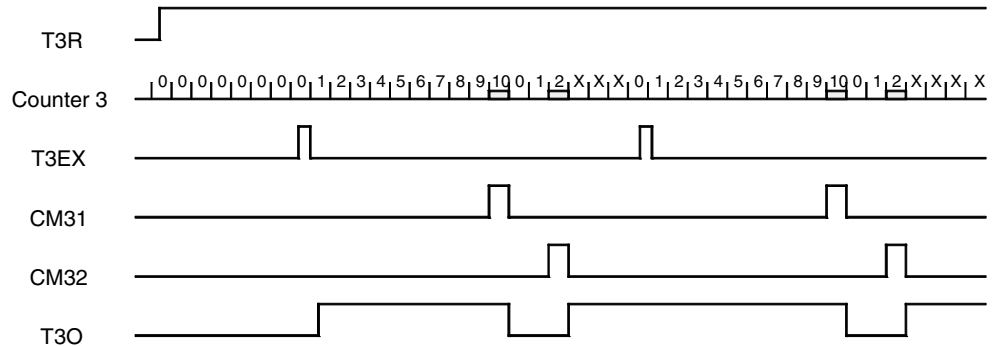 T3R
Counter 3 0 0 0 0 0 0 0 0 1 2 3 4 5 6 7 8 9 10 0 1 2 X X X 0 1 2 3 4 5 6 7 8 9 10 0 1 2 X X X X
T3EX
CM31
CM32
T3O